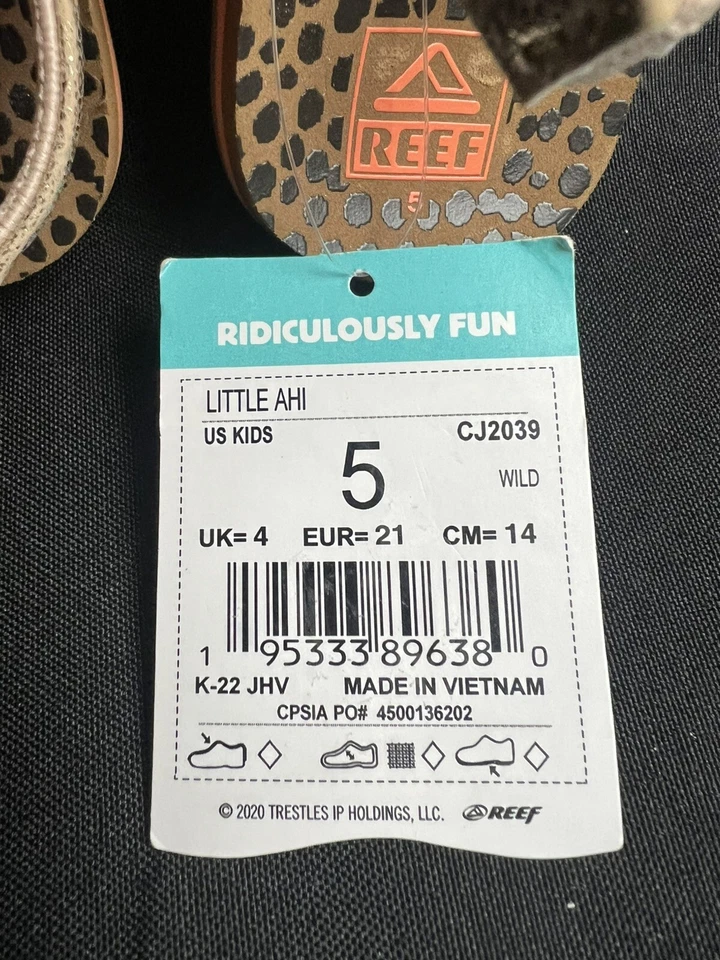 REEF
5
RIDICULOUSLY FUN
LITTLE AHI
US KIDS CJ2039
5
WILD
UK= 4 EUR= 21 CM= 14
1 95333 89638 0
K-22 JHV MADE IN VIETNAM
CPSIA PO# 4500136202
© 2020 TRESTLES IP HOLDINGS, LLC. REEF